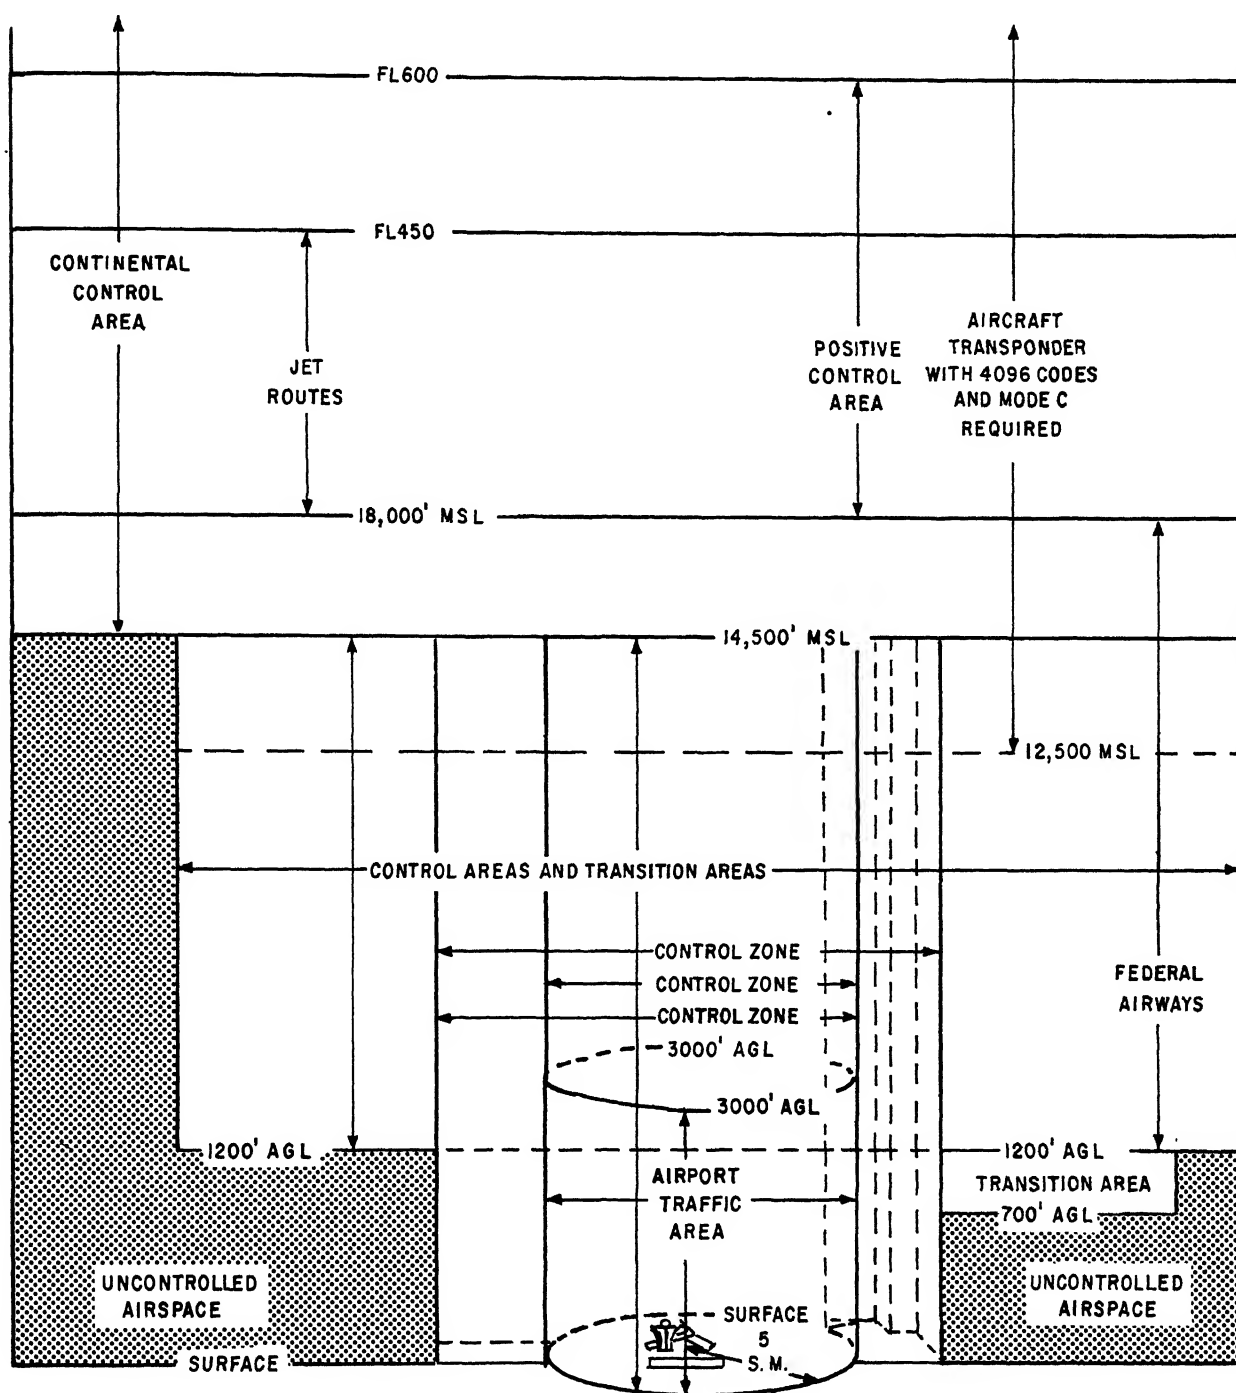 FL600
FL450
CONTINENTAL
CONTROL
AREA
JET
ROUTES
POSITIVE
CONTROL
AREA
AIRCRAFT
TRANSPONDER
WITH 4096 CODES
AND MODE C
REQUIRED
18,000' MSL
14,500' MSL
12,500 MSL
CONTROL AREAS AND TRANSITION AREAS
CONTROL ZONE
CONTROL ZONE
CONTROL ZONE
FEDERAL
AIRWAYS
3000' AGL
3000' AGL
1200' AGL
1200' AGL
AIRPORT
TRAFFIC
AREA
TRANSITION AREA
700' AGL
UNCONTROLLED
AIRSPACE
UNCONTROLLED
AIRSPACE
SURFACE
5
S.M.
SURFACE